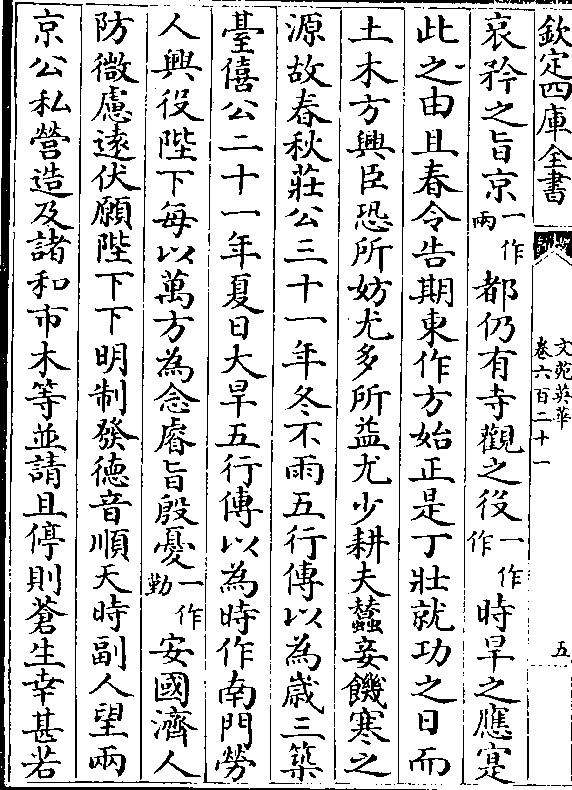 欽定四庫全書
文苑英華
卷六百二十一
五
哀矜之旨京一作兩都仍有寺觀之役一作作時旱之應寔
此之由且春令告期東作方始正是丁壯就功之日而
土木方興臣恐所妨尤多所益尤少耕夫蠶妾饑寒之
源故春秋莊公三十一年冬不雨五行傳以為歲三築
臺僖公二十一年夏日大旱五行傳以為時作南門勞
人興役陛下每以萬方為念睿旨殷憂一作勤安國濟人
防微慮遠伏願陛下下明制發德音順天時副人望兩
京公私營造及諸和市木等並請且停則蒼生幸甚若